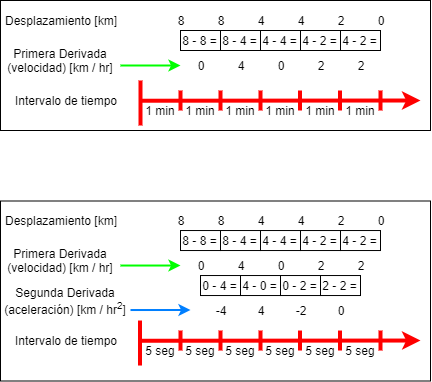 Desplazamiento [km] 8 8 4 4 2 0
8 - 8 = 8 - 4 = 4 - 4 = 4 - 2 = 4 - 2 =
Primera Derivada
(velocidad) [km / hr] 0 4 0 2 2
Intervalo de tiempo 1 min 1 min 1 min 1 min 1 min 1 min
Desplazamiento [km] 8 8 4 4 2 0
8 - 8 = 8 - 4 = 4 - 4 = 4 - 2 = 4 - 2 =
Primera Derivada
(velocidad) [km / hr] 0 4 0 2 2
0 - 4 = 4 - 0 = 0 - 2 = 2 - 2 =
Segunda Derivada
(aceleración) [km / hr²] -4 4 -2 0
Intervalo de tiempo
5 seg 5 seg 5 seg 5 seg 5 seg 5 seg